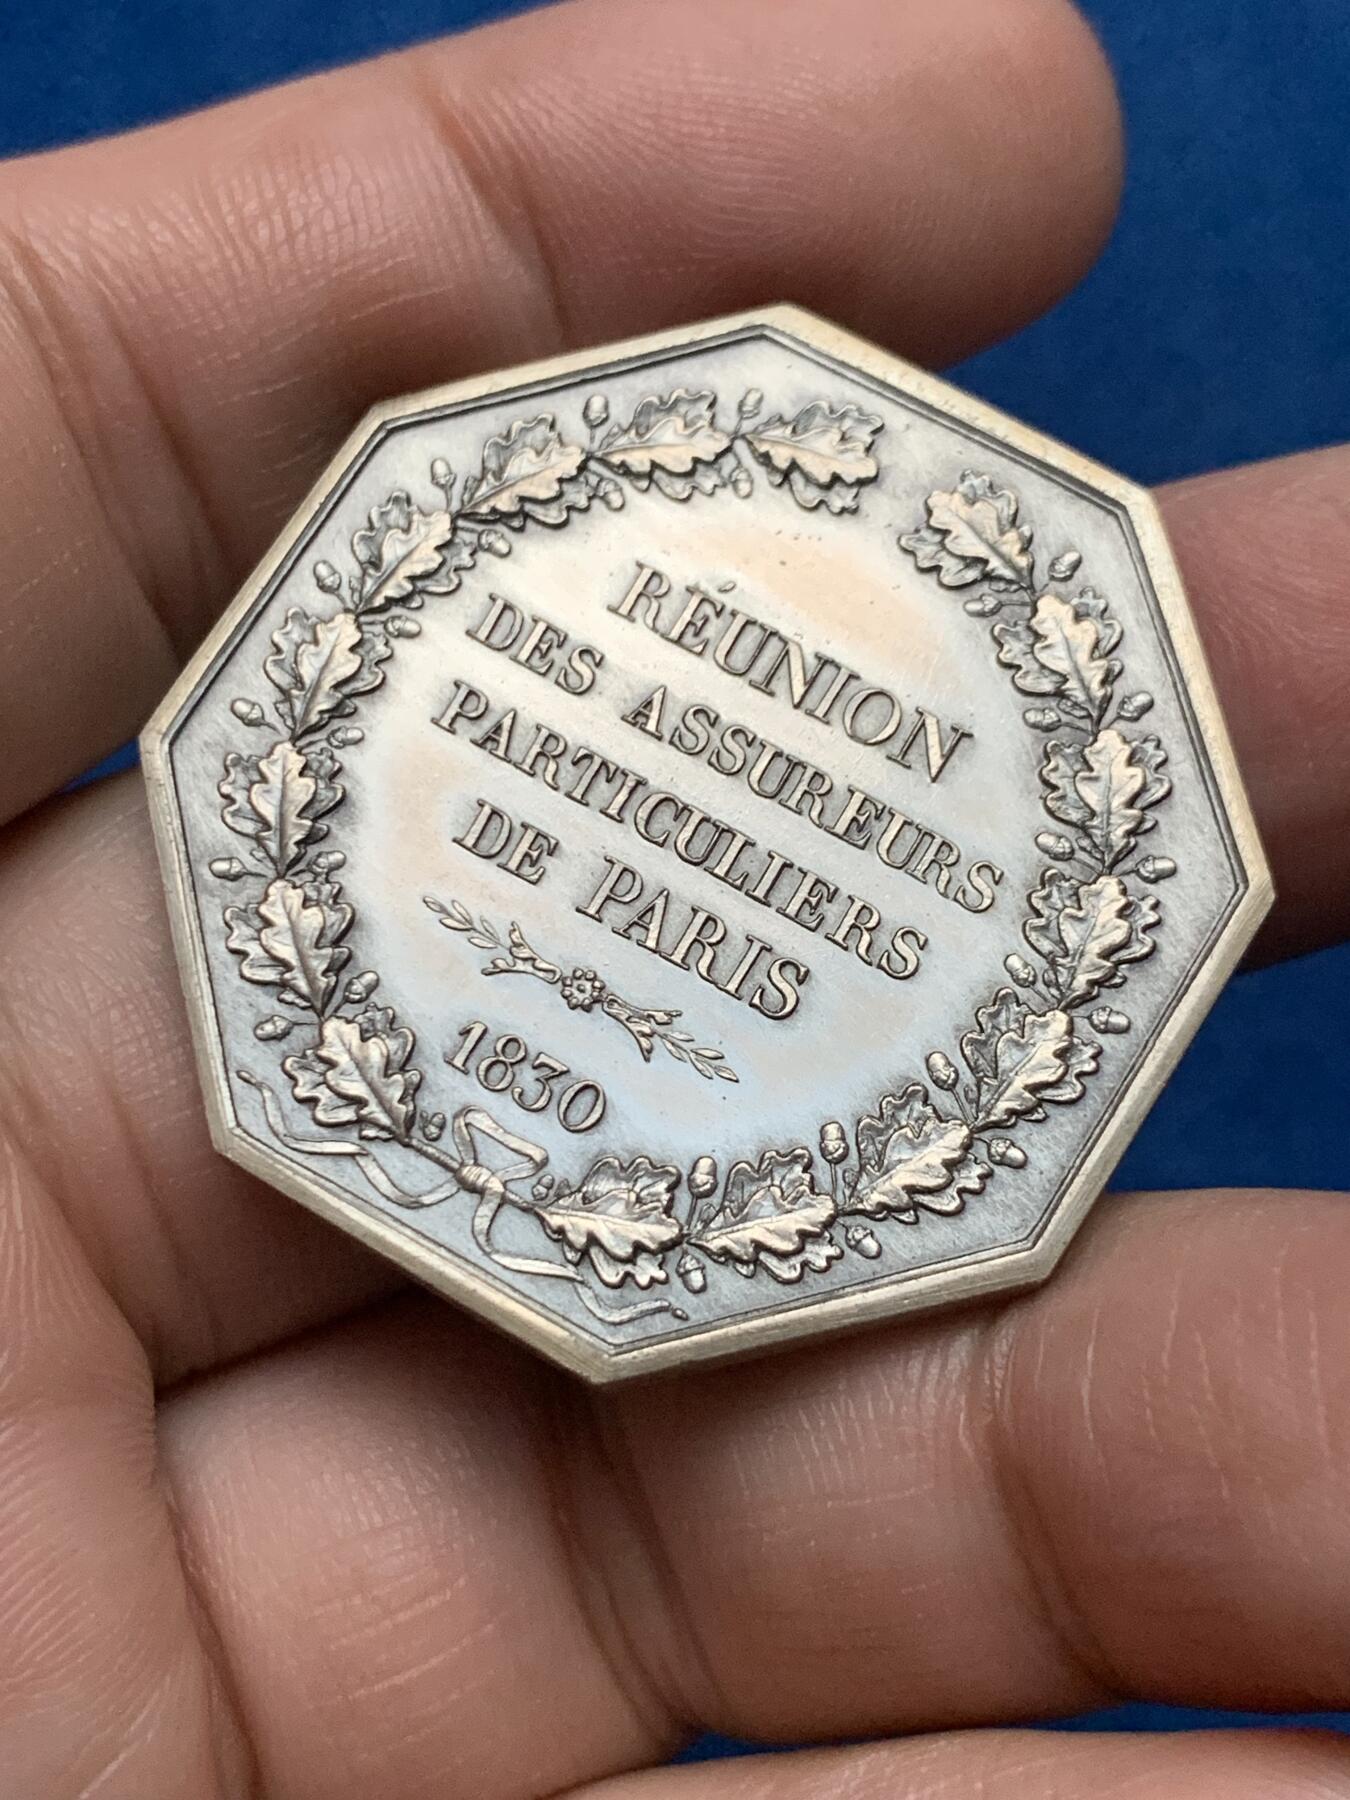 RÉUNION
DES ASSUREURS
PARTICULIERS
DE PARIS
1830